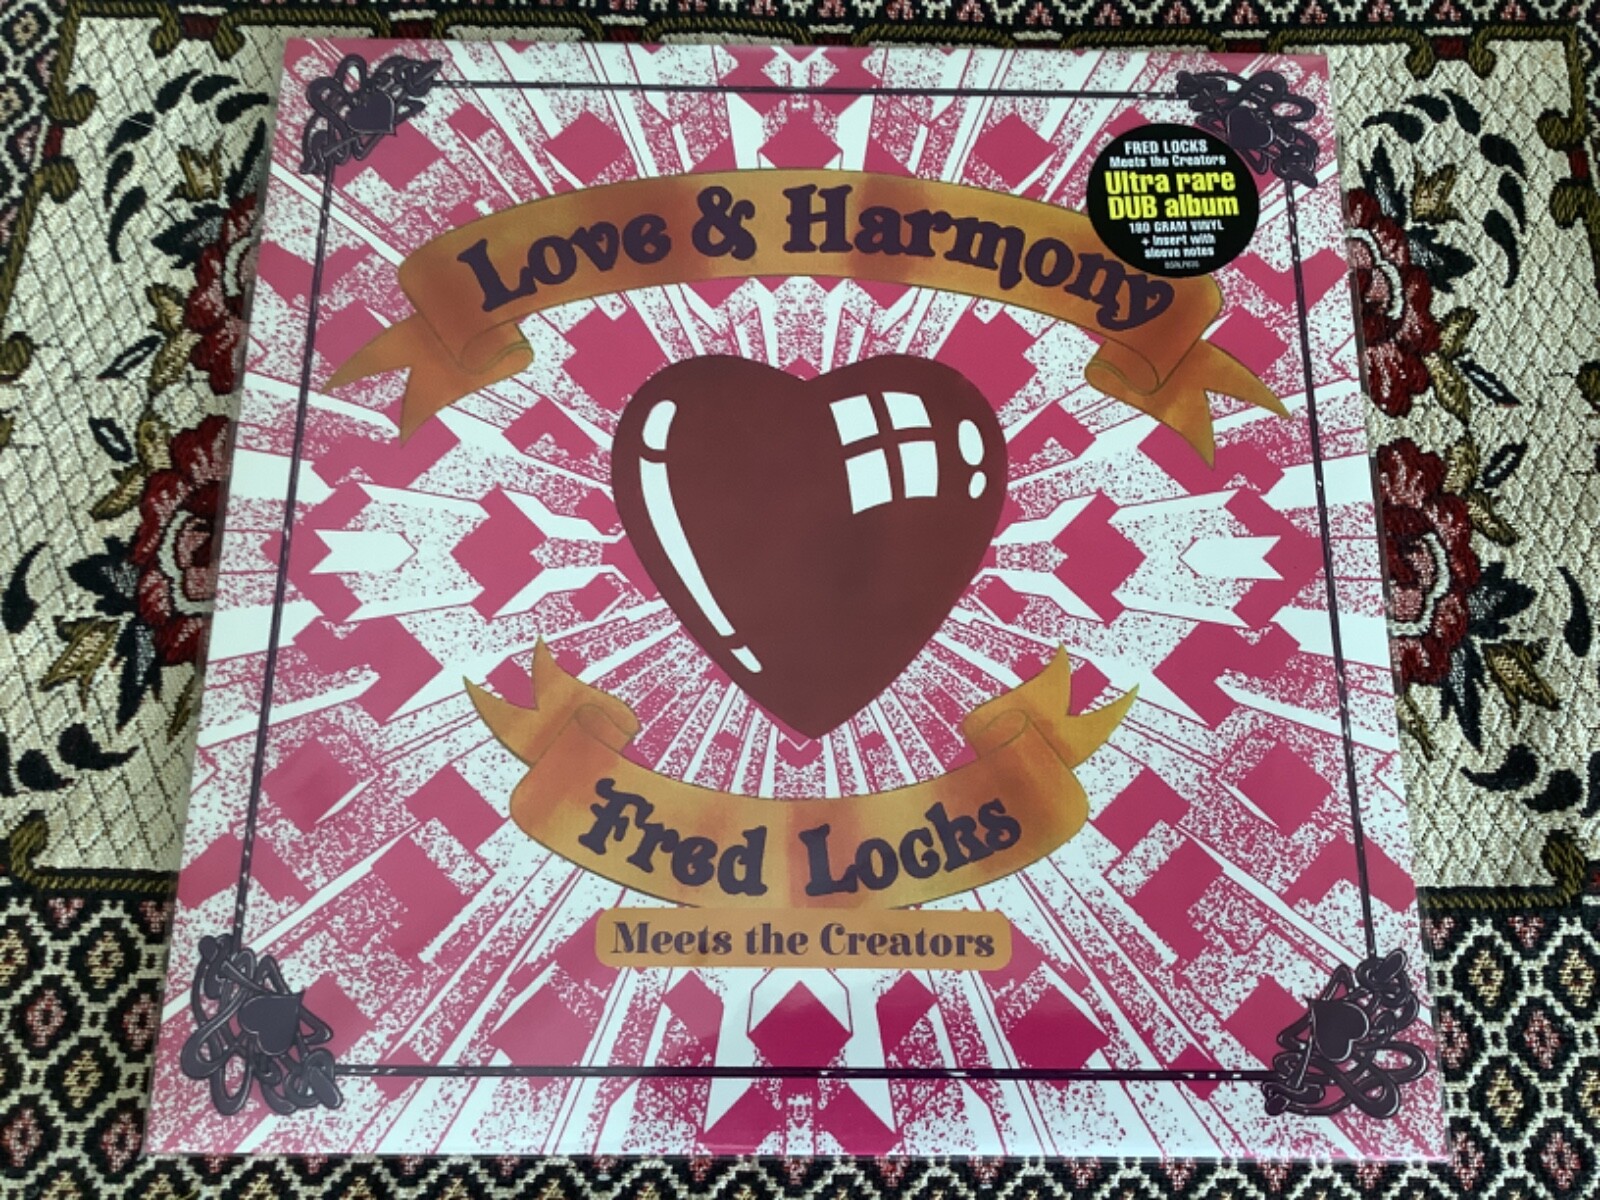 FRED LOCKS
Meets the Creators
Ultra rare
DUB album
180 GRAM VINYL
+ insert with
sleeve notes
Love & Harmony
Fred Locks
Meets the Creators